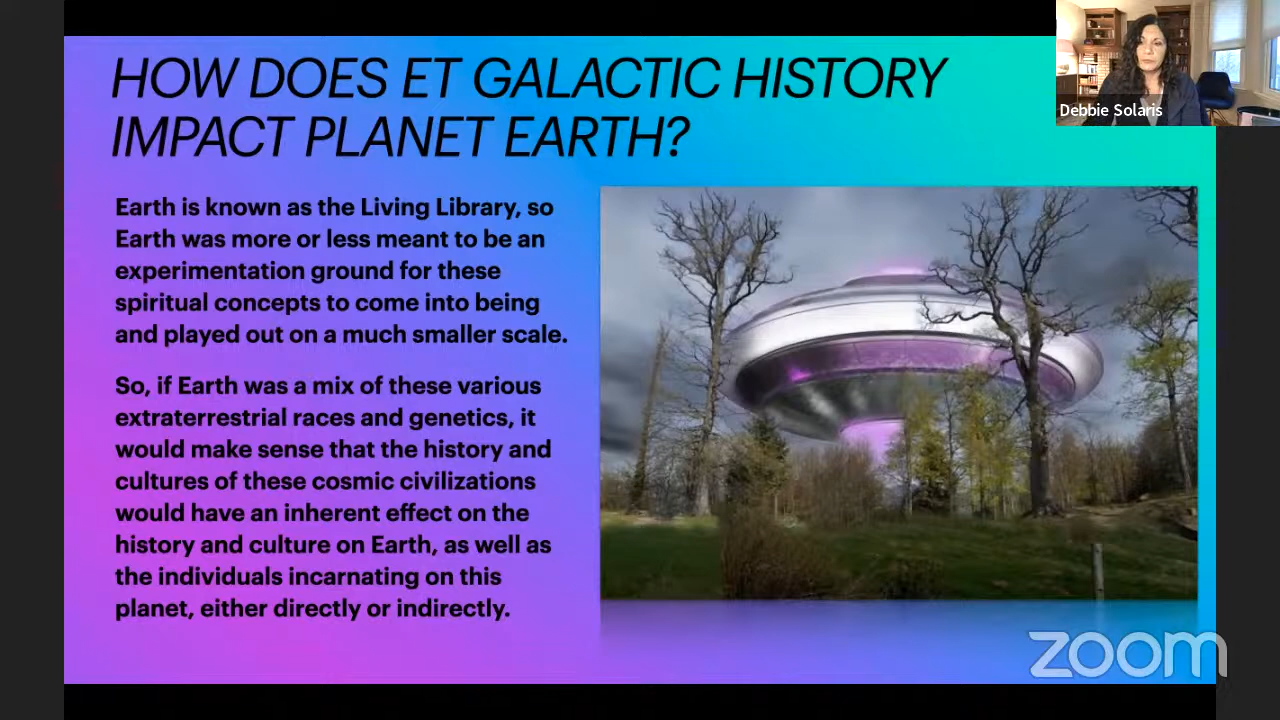 HOW DOES ET GALACTIC HISTORY
IMPACT PLANET EARTH?
Debbie Solaris
Earth is known as the Living Library, so
Earth was more or less meant to be an
experimentation ground for these
spiritual concepts to come into being
and played out on a much smaller scale.
So, if Earth was a mix of these various
extraterrestrial races and genetics, it
would make sense that the history and
cultures of these cosmic civilizations
would have an inherent effect on the
history and culture on Earth, as well as
the individuals incarnating on this
planet, either directly or indirectly.
zoom